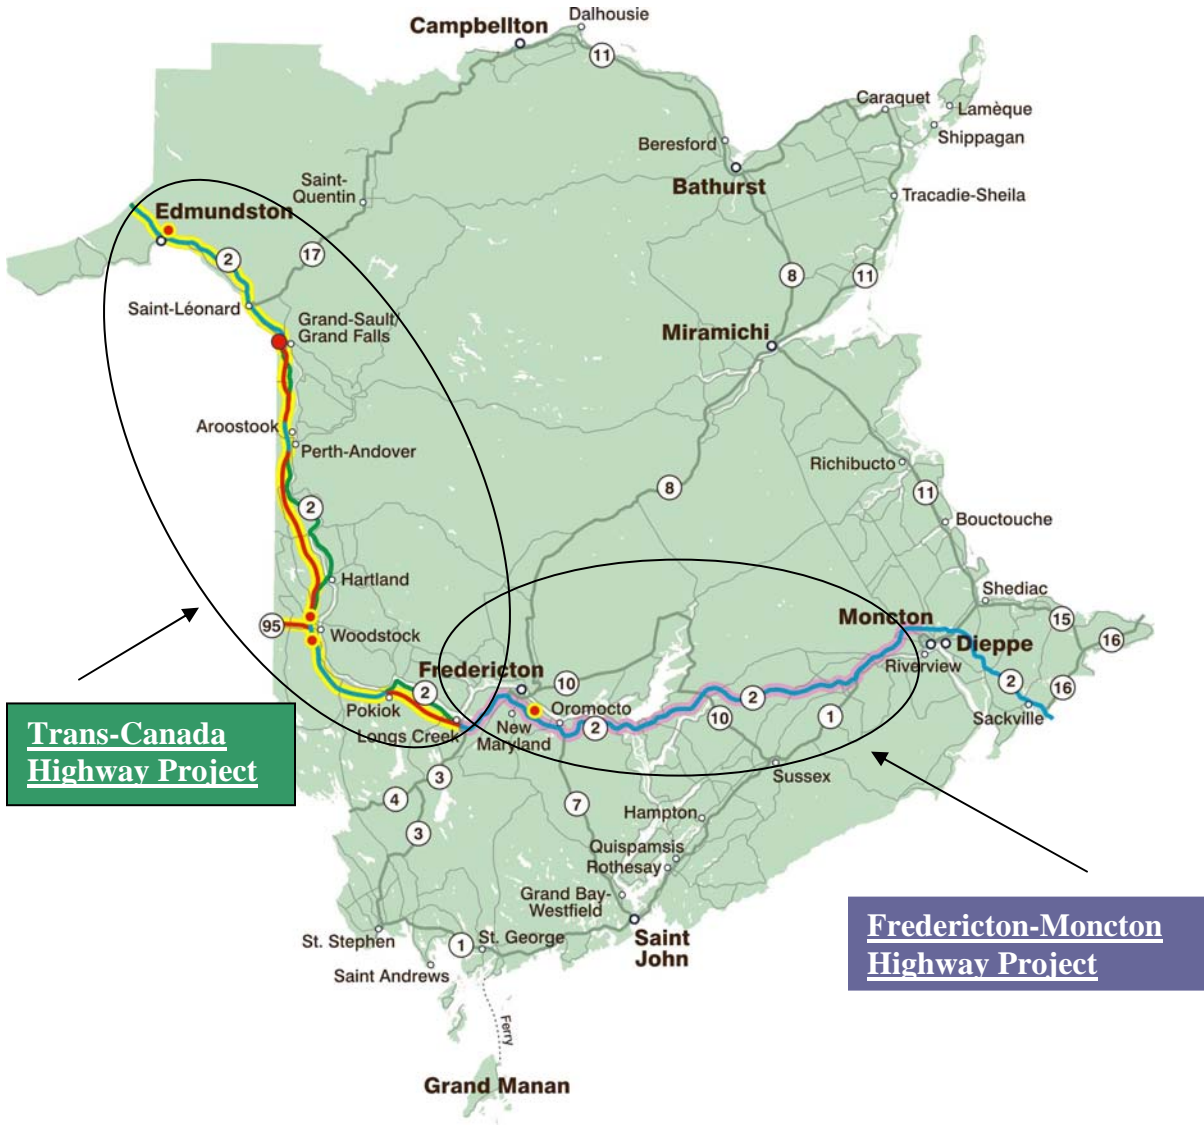 Campbellton
Dalhousie
11
Caraquet
Lamèque
Shippagan
Beresford
Bathurst
Saint-
Quentin
Tracadie-Sheila
Edmundston
2
17
8
11
Saint-Léonard
Grand-Sault/
Grand Falls
Miramichi
Aroostook
Perth-Andover
Richibucto
8
11
2
Bouctouche
Hartland
Shediac
95
Woodstock
Moncton
15
16
Dieppe
Riverview
Fredericton
10
2
2
16
Pokiok
Oromocto
2
10
2
1
Sackville
Longs Creek
New
Maryland
Trans-Canada
Highway Project
3
Sussex
4
7
Hampton
3
Quispamsis
Rothesay
Grand Bay-
Westfield
Fredericton-Moncton
Highway Project
St. Stephen
1
St. George
Saint
John
Saint Andrews
Ferry
Grand Manan